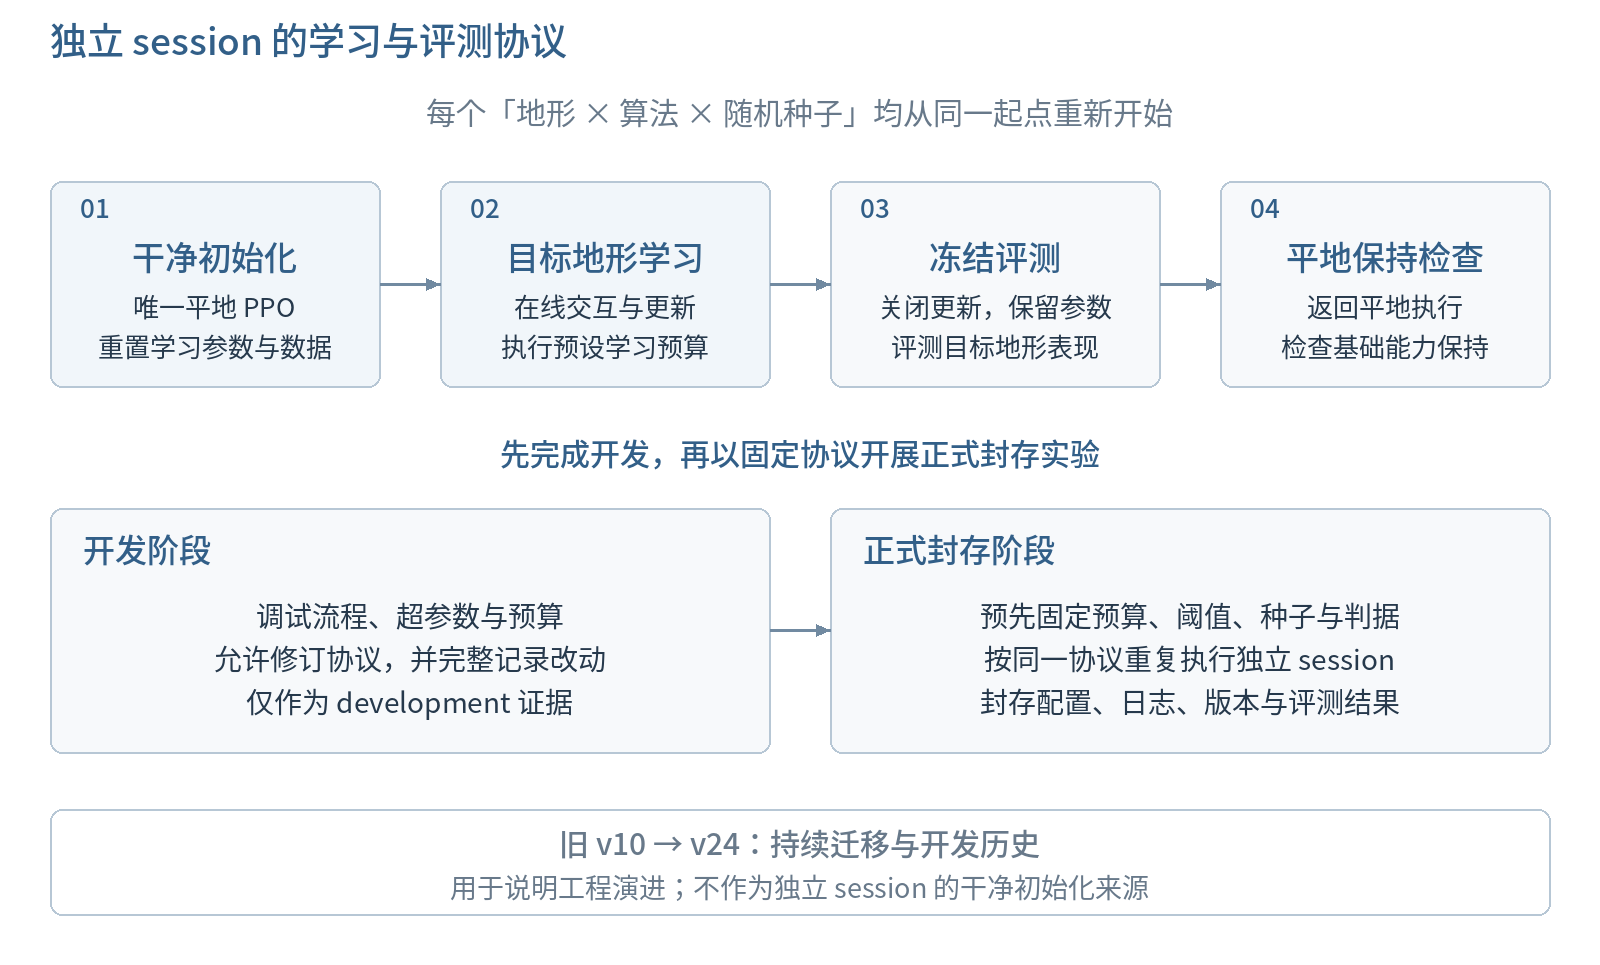 独立 session 的学习与评测协议
每个「地形 × 算法 × 随机种子」均从同一起点重新开始
01
干净初始化
唯一平地 PPO
重置学习参数与数据
02
目标地形学习
在线交互与更新
执行预设学习预算
03
冻结评测
关闭更新，保留参数
评测目标地形表现
04
平地保持检查
返回平地执行
检查基础能力保持
先完成开发，再以固定协议开展正式封存实验
开发阶段
调试流程、超参数与预算
允许修订协议，并完整记录改动
仅作为 development 证据
正式封存阶段
预先固定预算、阈值、种子与判据
按同一协议重复执行独立 session
封存配置、日志、版本与评测结果
旧 v10 → v24：持续迁移与开发历史
用于说明工程演进；不作为独立 session 的干净初始化来源